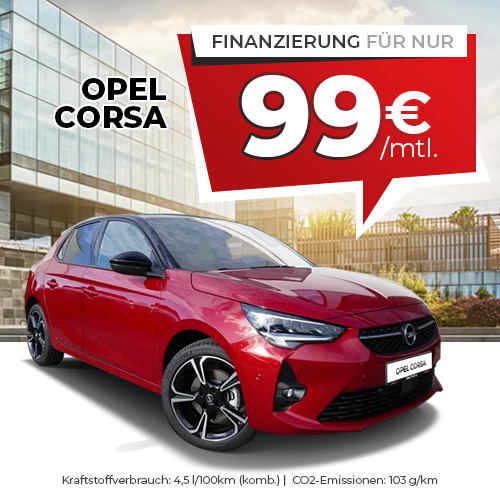 FINANZIERUNG FÜR NUR
99€
/mtl.
OPEL
CORSA
OPEL CORSA
Kraftstoffverbrauch: 4,5 l/100km (komb.) | CO2-Emissionen: 103 g/km